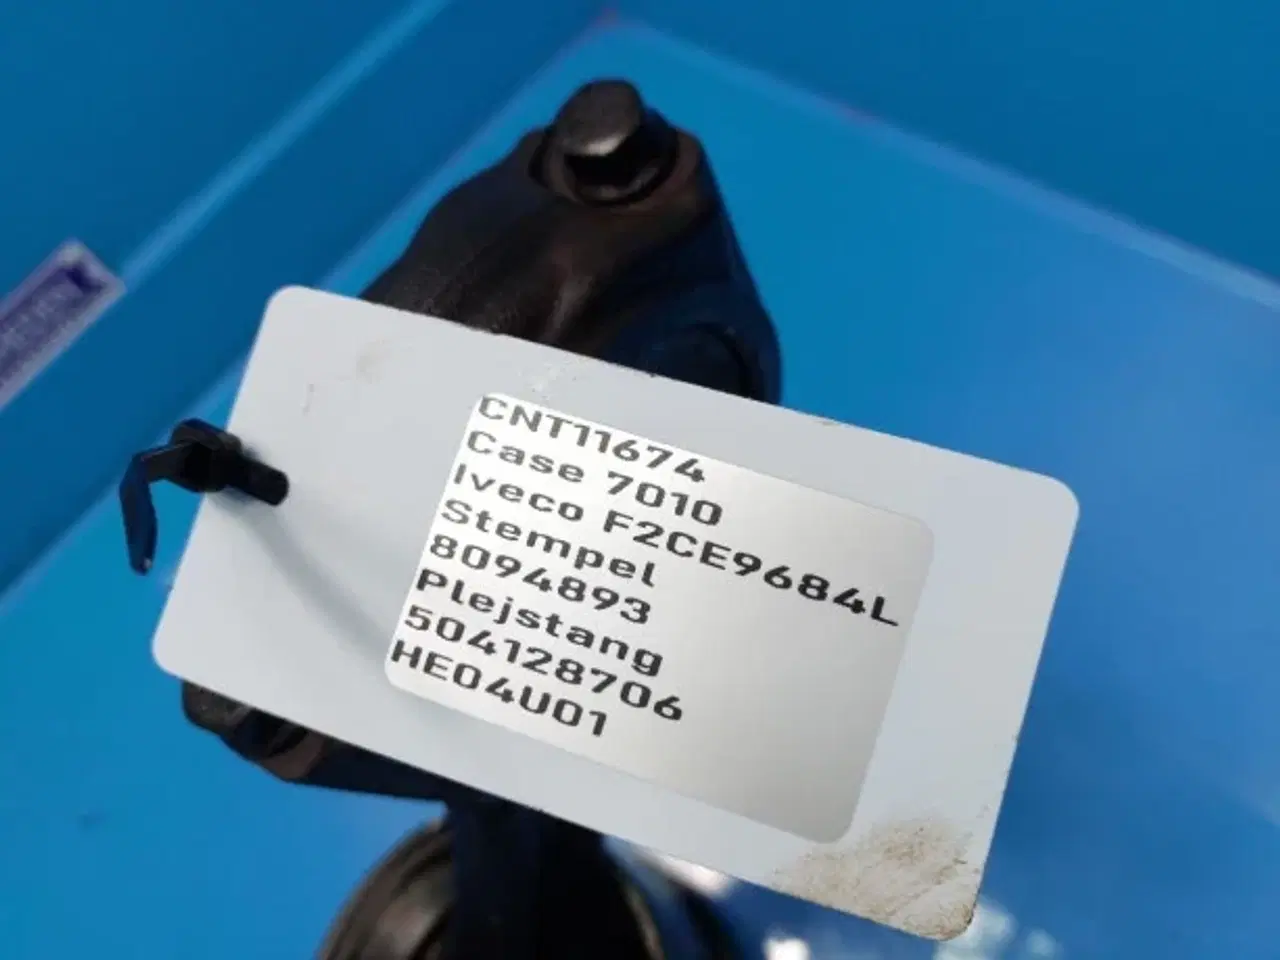 CNT11674
Case 7010
Iveco F2CE9684L
Stempel
8094893
Plejstang
504128706
HE04U01